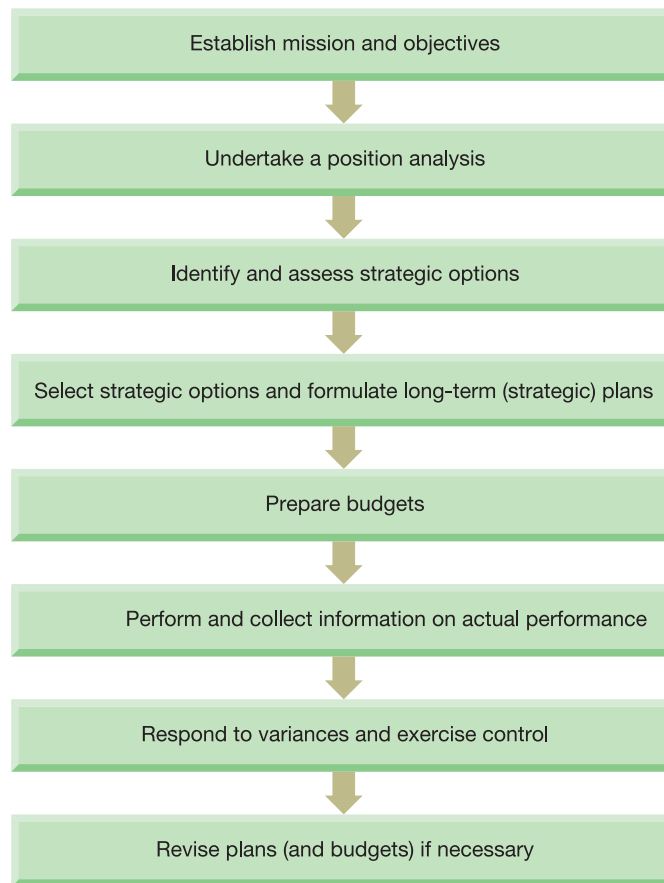 Establish mission and objectives
Undertake a position analysis
Identify and assess strategic options
Select strategic options and formulate long-term (strategic) plans
Prepare budgets
Perform and collect information on actual performance
Respond to variances and exercise control
Revise plans (and budgets) if necessary